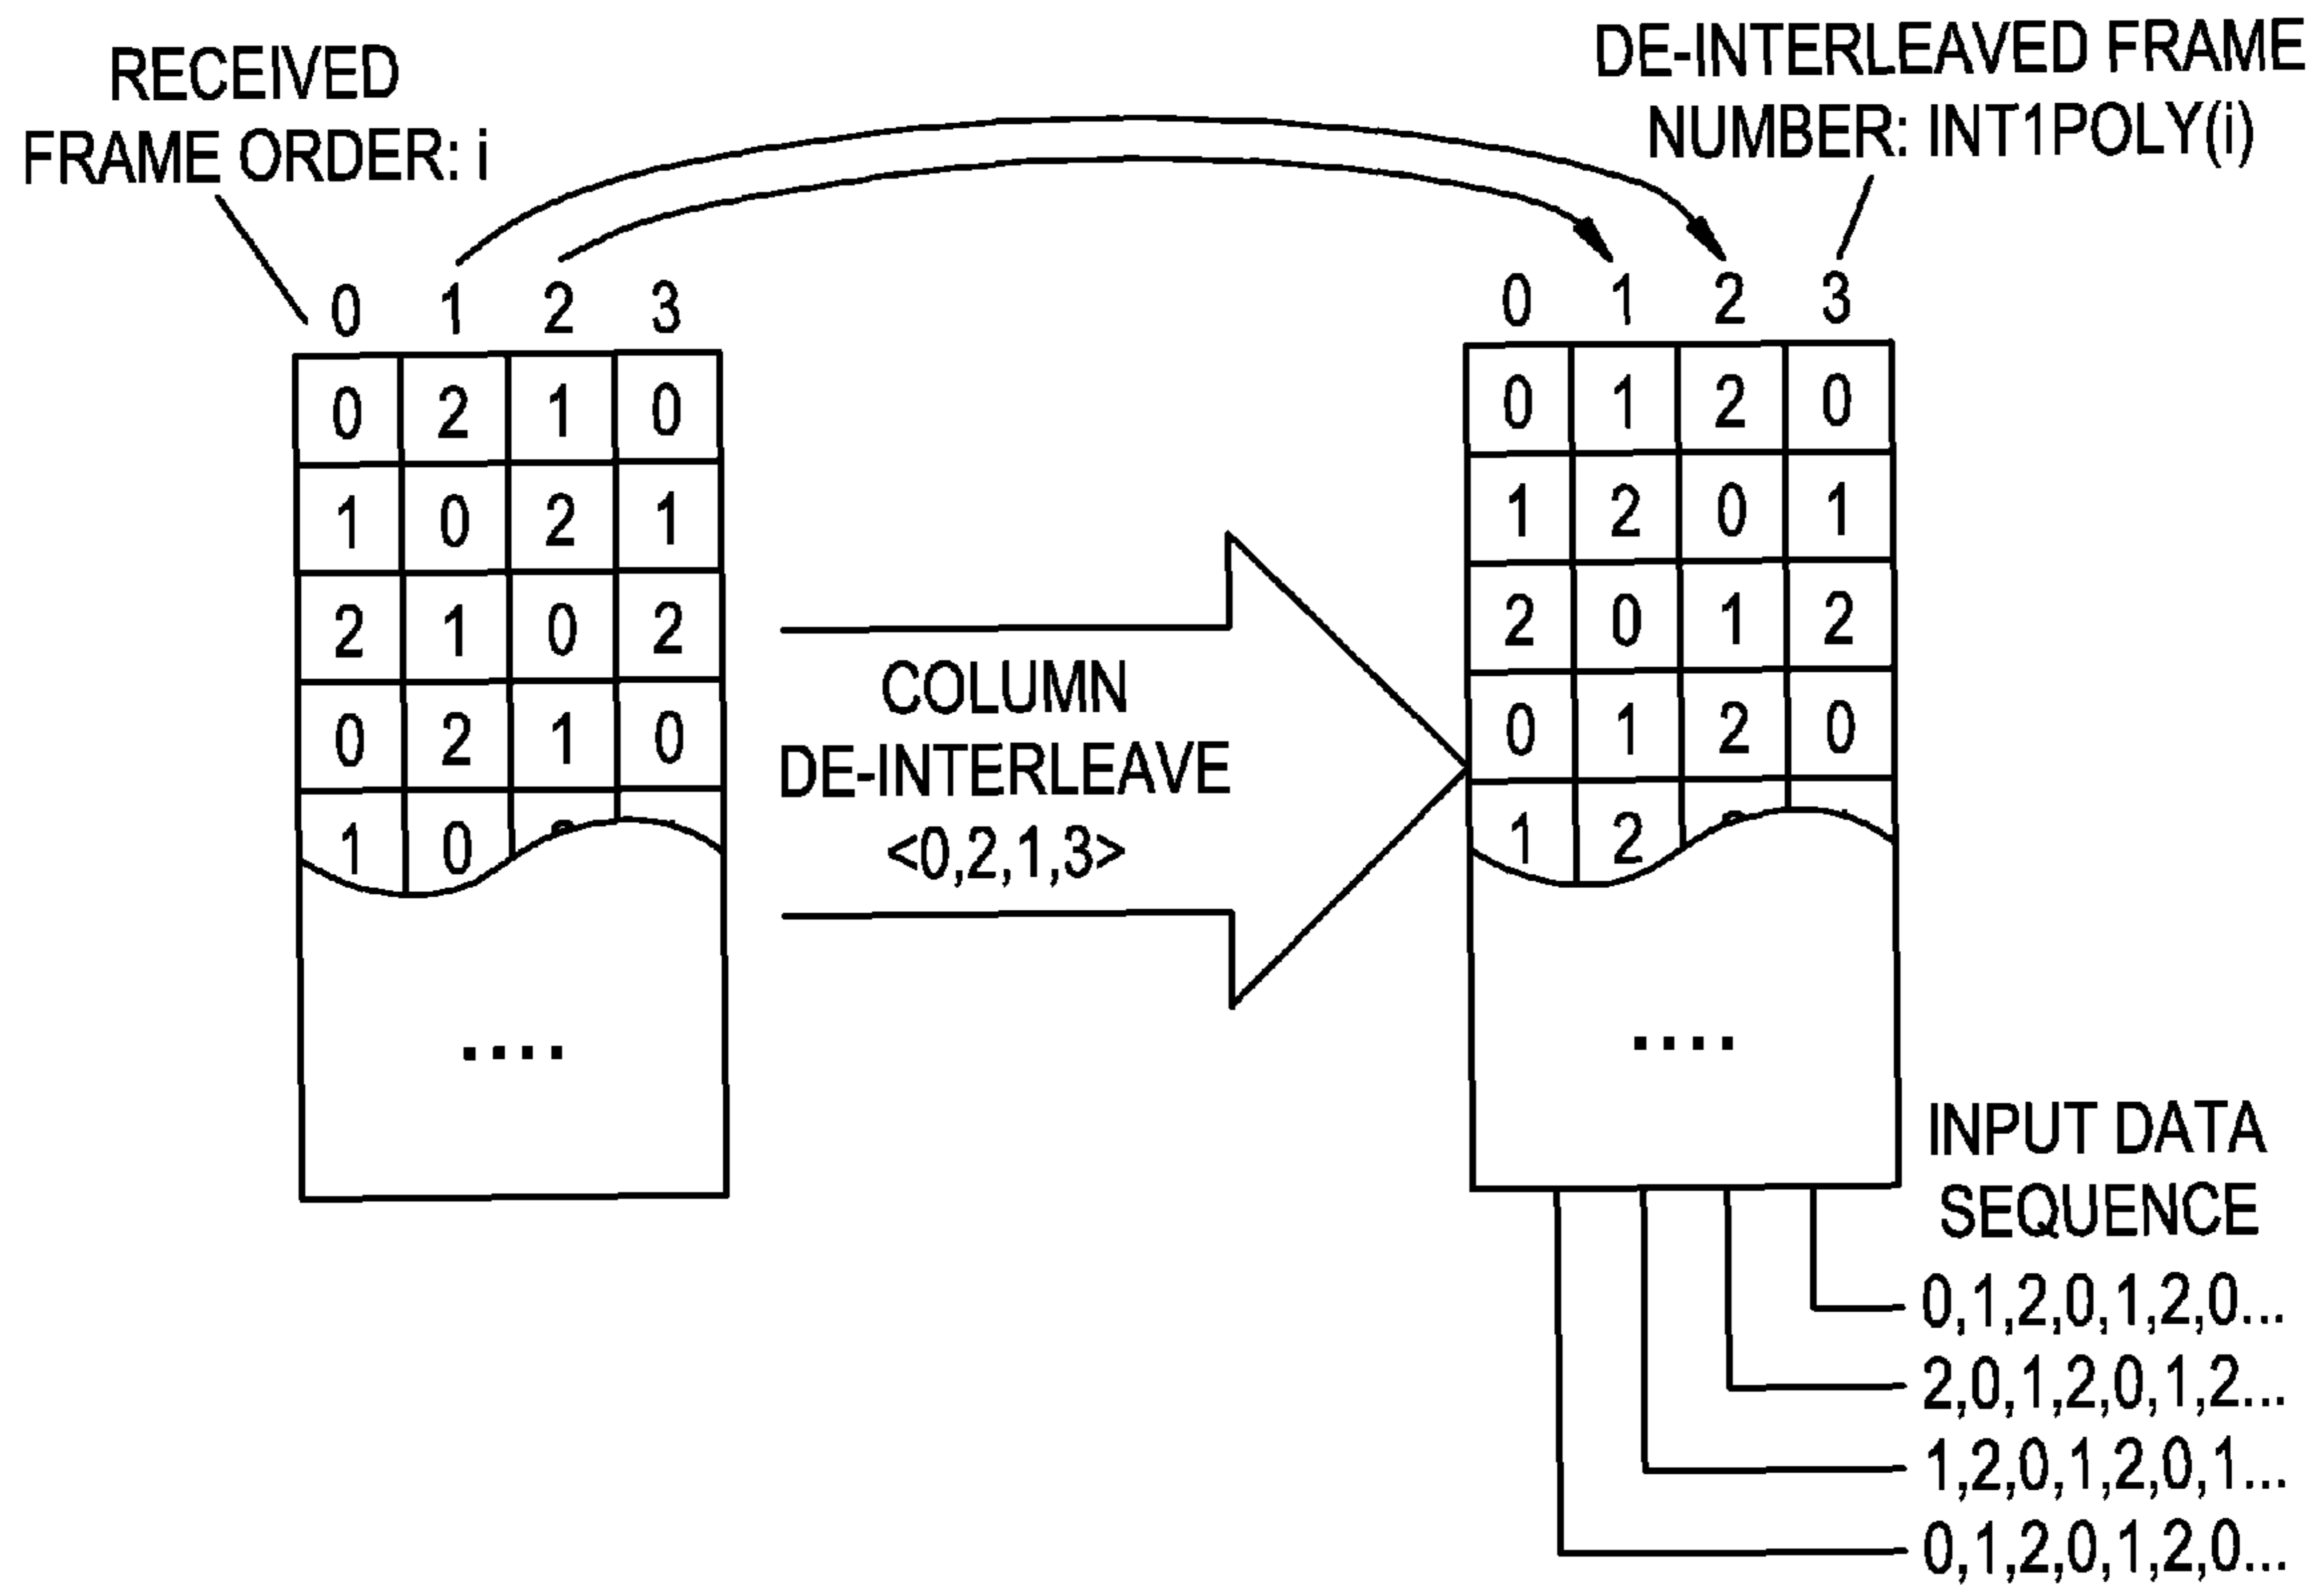 RECEIVED
FRAME ORDER: i
DE-INTERLEAVED FRAME
NUMBER: INT1POLY(i)
0 1 2 3
0 2 1 0
1 0 2 1
2 1 0 2
0 2 1 0
1 0
....
COLUMN
DE-INTERLEAVE
<0,2,1,3>
0 1 2 3
0 1 2 0
1 2 0 1
2 0 1 2
0 1 2 0
1 2
....
INPUT DATA
SEQUENCE
0,1,2,0,1,2,0...
2,0,1,2,0,1,2...
1,2,0,1,2,0,1...
0,1,2,0,1,2,0...